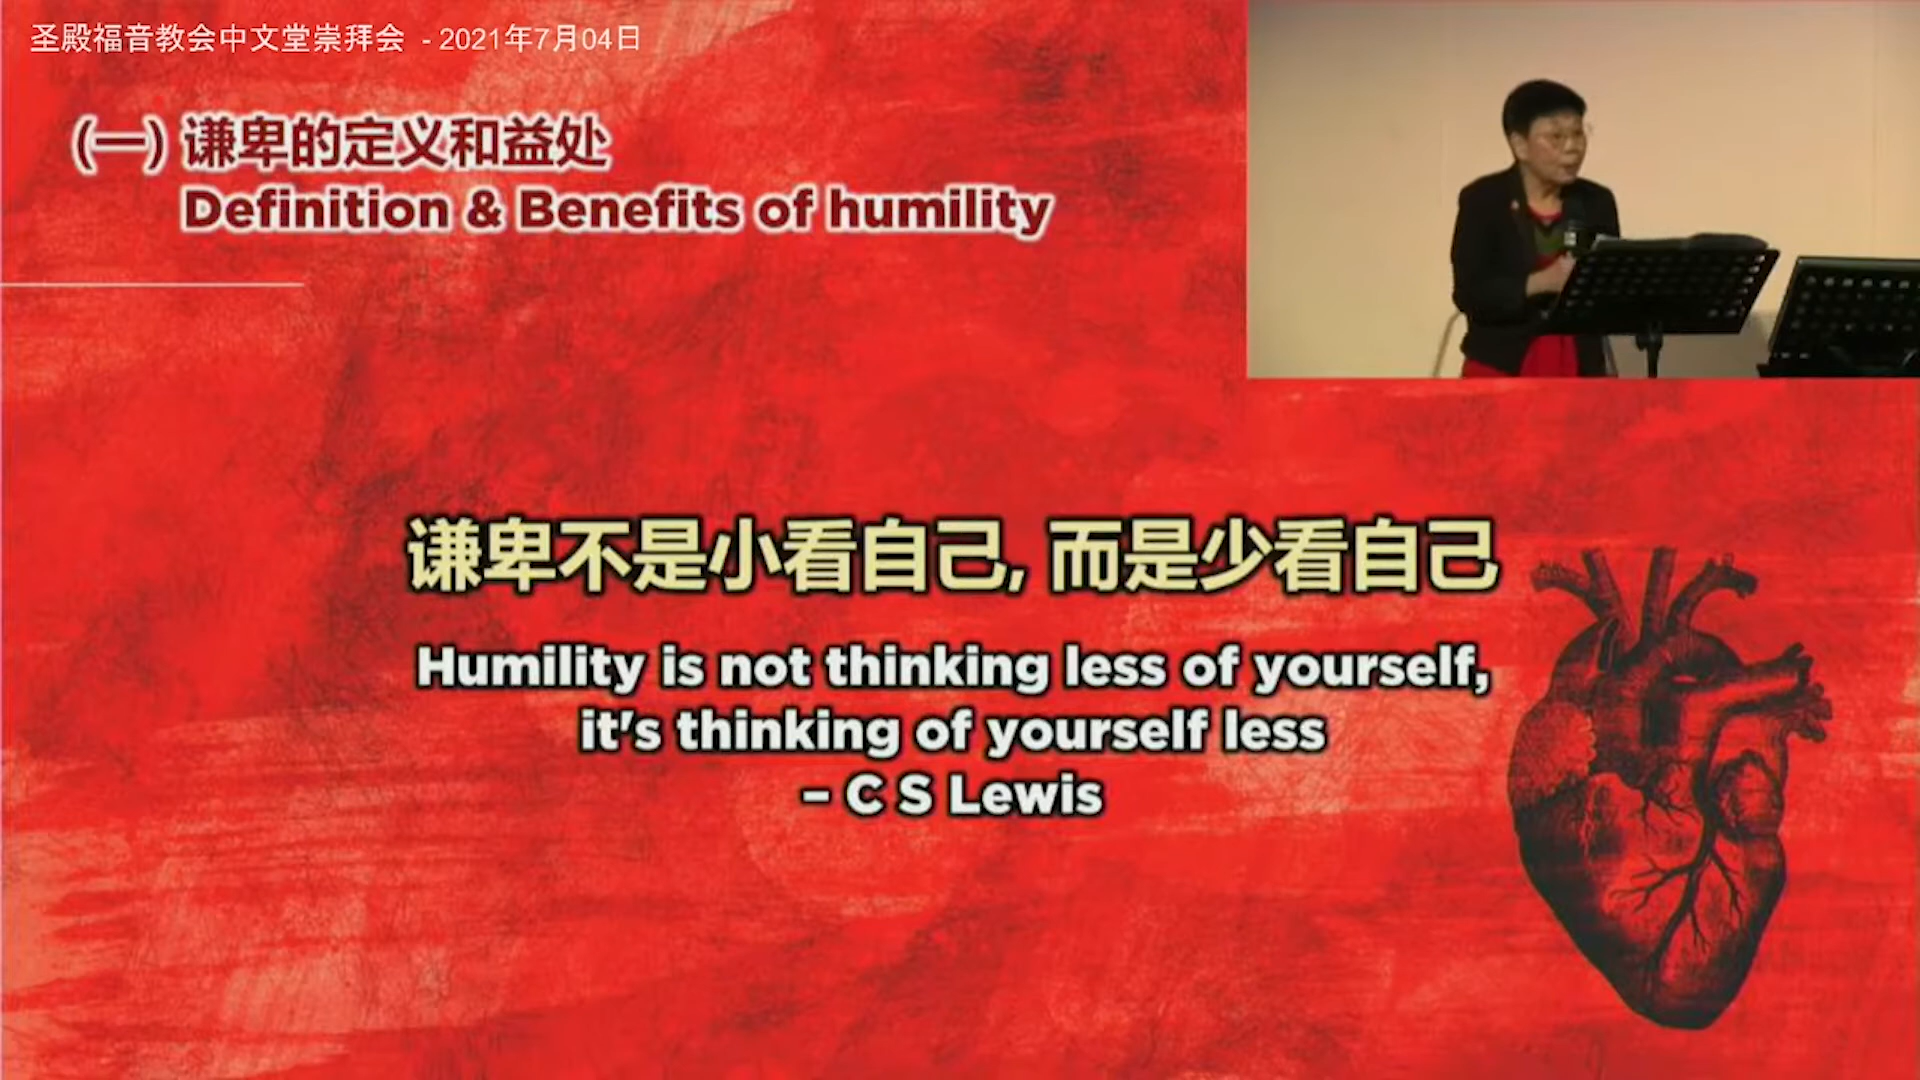 圣殿福音教会中文堂崇拜会 - 2021年7月04日
(一) 谦卑的定义和益处
Definition & Benefits of humility
谦卑不是小看自己, 而是少看自己
Humility is not thinking less of yourself,
it's thinking of yourself less
– C S Lewis